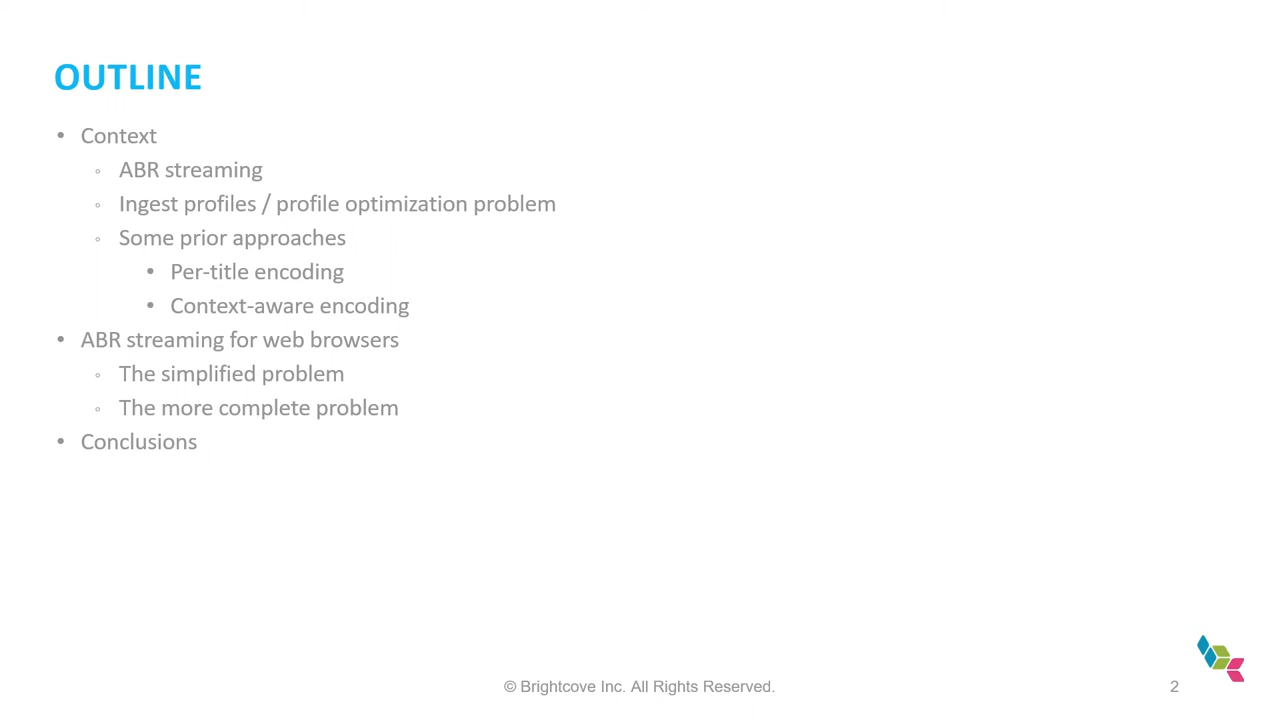 OUTLINE
• Context
◦ ABR streaming
◦ Ingest profiles / profile optimization problem
◦ Some prior approaches
• Per-title encoding
• Context-aware encoding
• ABR streaming for web browsers
◦ The simplified problem
◦ The more complete problem
• Conclusions
© Brightcove Inc. All Rights Reserved.
2